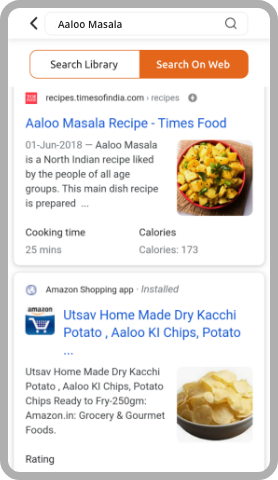 Aaloo Masala
Search Library
Search On Web
recipes.timesofindia.com › recipes
Aaloo Masala Recipe - Times Food
01-Jun-2018 — Aaloo Masala
is a North Indian recipe liked
by the people of all age
groups. This main dish recipe
is prepared ...
Cooking time
Calories
25 mins
Calories: 173
Amazon Shopping app · Installed
amazon
Utsav Home Made Dry Kacchi
Potato , Aaloo KI Chips, Potato
...
Utsav Home Made Dry Kacchi
Potato , Aaloo KI Chips, Potato
Chips Ready to Fry-250gm:
Amazon.in: Grocery & Gourmet
Foods.
Rating